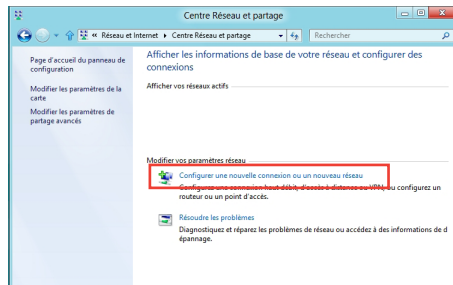 Centre Réseau et partage
« Réseau et Internet ▸ Centre Réseau et partage
Rechercher
Page d'accueil du panneau de
configuration
Modifier les paramètres de la
carte
Modifier les paramètres de
partage avancés
Afficher les informations de base de votre réseau et configurer des
connexions
Afficher vos réseaux actifs
Modifier vos paramètres réseau
Configurer une nouvelle connexion ou un nouveau réseau
Configurez une connexion haut débit, d'accès à distance ou VPN, ou configurez un
routeur ou un point d'accès.
Résoudre les problèmes
Diagnostiquez et réparez les problèmes de réseau ou accédez à des informations de d
épannage.